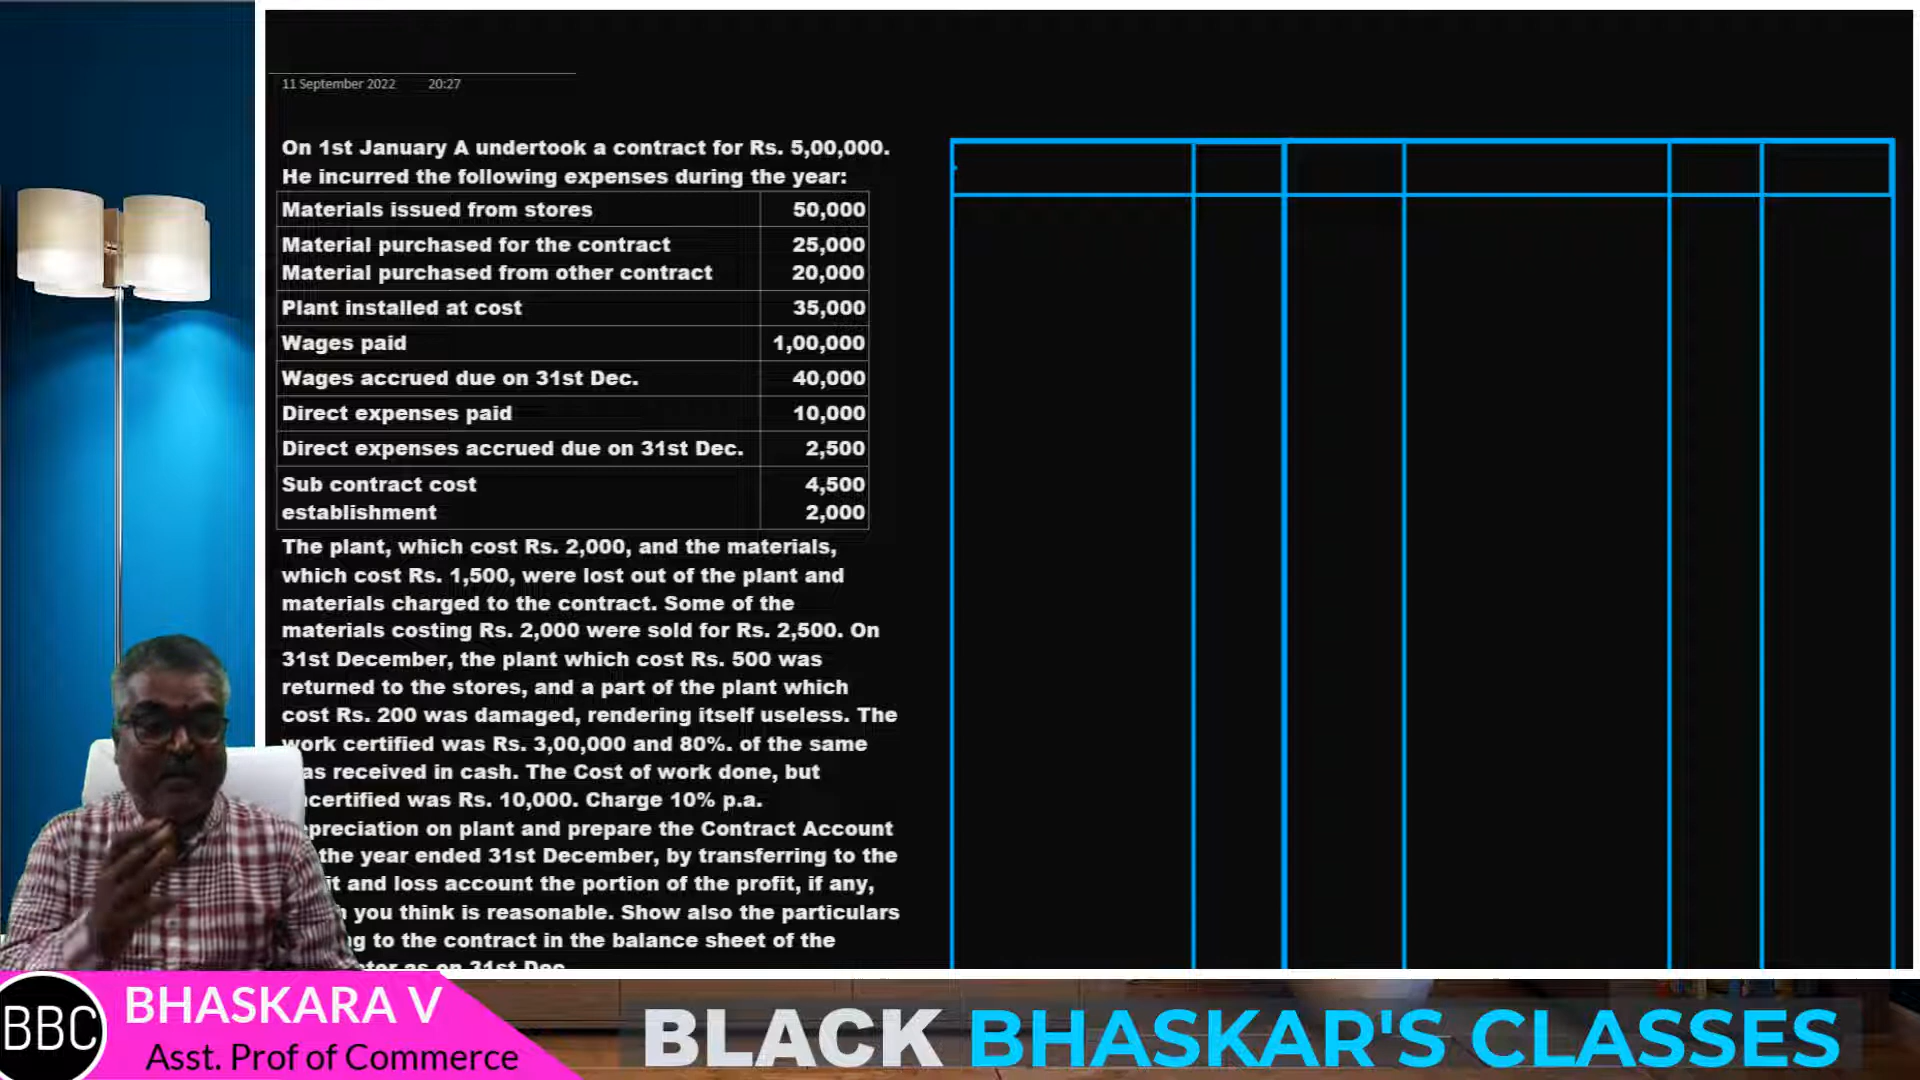 11 September 2022 20:27
On 1st January A undertook a contract for Rs. 5,00,000.
He incurred the following expenses during the year:
Materials issued from stores 50,000
Material purchased for the contract 25,000
Material purchased from other contract 20,000
Plant installed at cost 35,000
Wages paid 1,00,000
Wages accrued due on 31st Dec. 40,000
Direct expenses paid 10,000
Direct expenses accrued due on 31st Dec. 2,500
Sub contract cost 4,500
establishment 2,000
The plant, which cost Rs. 2,000, and the materials,
which cost Rs. 1,500, were lost out of the plant and
materials charged to the contract. Some of the
materials costing Rs. 2,000 were sold for Rs. 2,500. On
31st December, the plant which cost Rs. 500 was
returned to the stores, and a part of the plant which
cost Rs. 200 was damaged, rendering itself useless. The
work certified was Rs. 3,00,000 and 80%. of the same
received in cash. The Cost of work done, but
was Rs. 10,000. Charge 10% p.a.
on plant and prepare the Contract Account
the year ended 31st December, by transferring to the
and loss account the portion of the profit, if any,
you think is reasonable. Show also the particulars
to the contract in the balance sheet of the
as on 31st Dec
BBC
BHASKARA V
Asst. Prof of Commerce
BLACK BHASKAR'S CLASSES